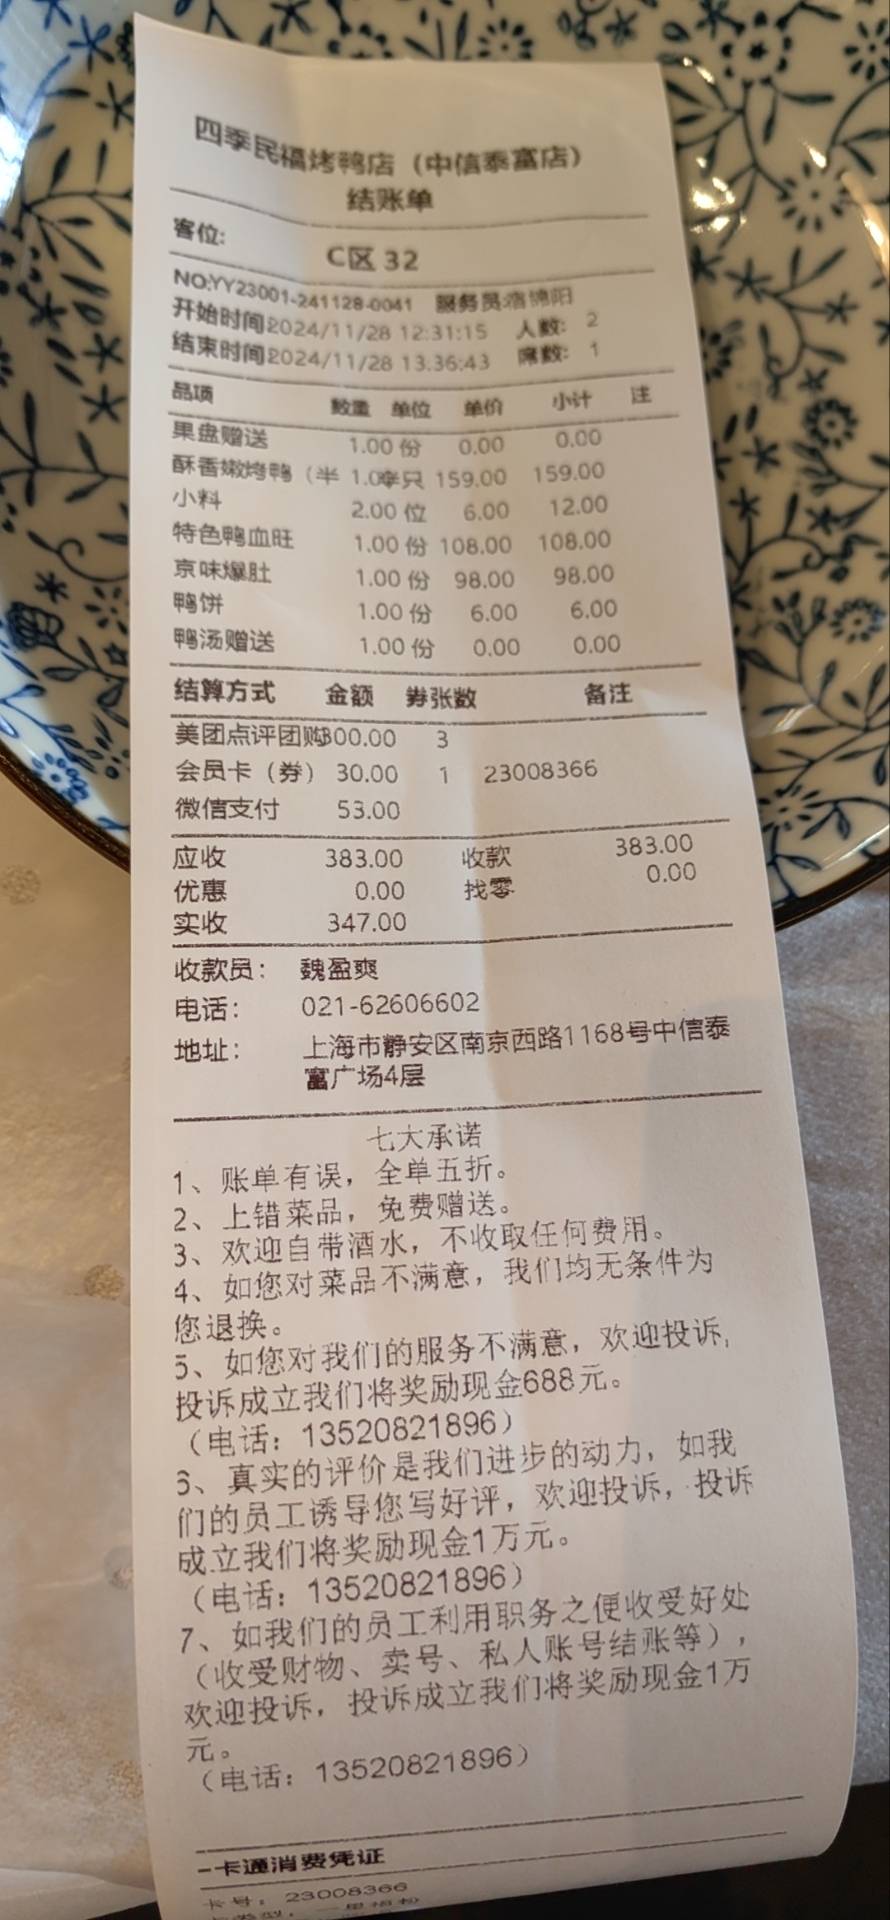 四季民福烤鸭店（中信泰富店）
结账单
客位: C区 32
NO:YY23001-241128-0041 服务员:
开始时间2024/11/28 12:31:15 人数: 2
结束时间2024/11/28 13:36:43 席数: 1
品项 数量 单位 单价 小计 注
果盘赠送 1.00 份 0.00 0.00
酥香嫩烤鸭（半 1.0 只 159.00 159.00
小料 2.00 位 6.00 12.00
特色鸭血旺 1.00 份 108.00 108.00
京味爆肚 1.00 份 98.00 98.00
鸭饼 1.00 份 6.00 6.00
鸭汤赠送 1.00 份 0.00 0.00
结算方式 金额 券张数 备注
美团点评团购300.00 3
会员卡（券） 30.00 1 23008366
微信支付 53.00
应收 383.00 收款 383.00
优惠 0.00 找零 0.00
实收 347.00
收款员： 魏盈爽
电话： 021-62606602
地址： 上海市静安区南京西路1168号中信泰
富广场4层
七大承诺
1、账单有误，全单五折。
2、上错菜品，免费赠送。
3、欢迎自带酒水，不收取任何费用。
4、如您对菜品不满意，我们均无条件为
您退换。
5、如您对我们的服务不满意，欢迎投诉,
投诉成立我们将奖励现金688元。
（电话：13520821896）
6、真实的评价是我们进步的动力，如我
们的员工诱导您写好评，欢迎投诉，投诉
成立我们将奖励现金1万元。
（电话：13520821896）
7、如我们的员工利用职务之便收受好处
（收受财物、卖号、私人账号结账等），
欢迎投诉，投诉成立我们将奖励现金1万
元。
（电话：13520821896）
一卡通消费凭证
卡号：23008366